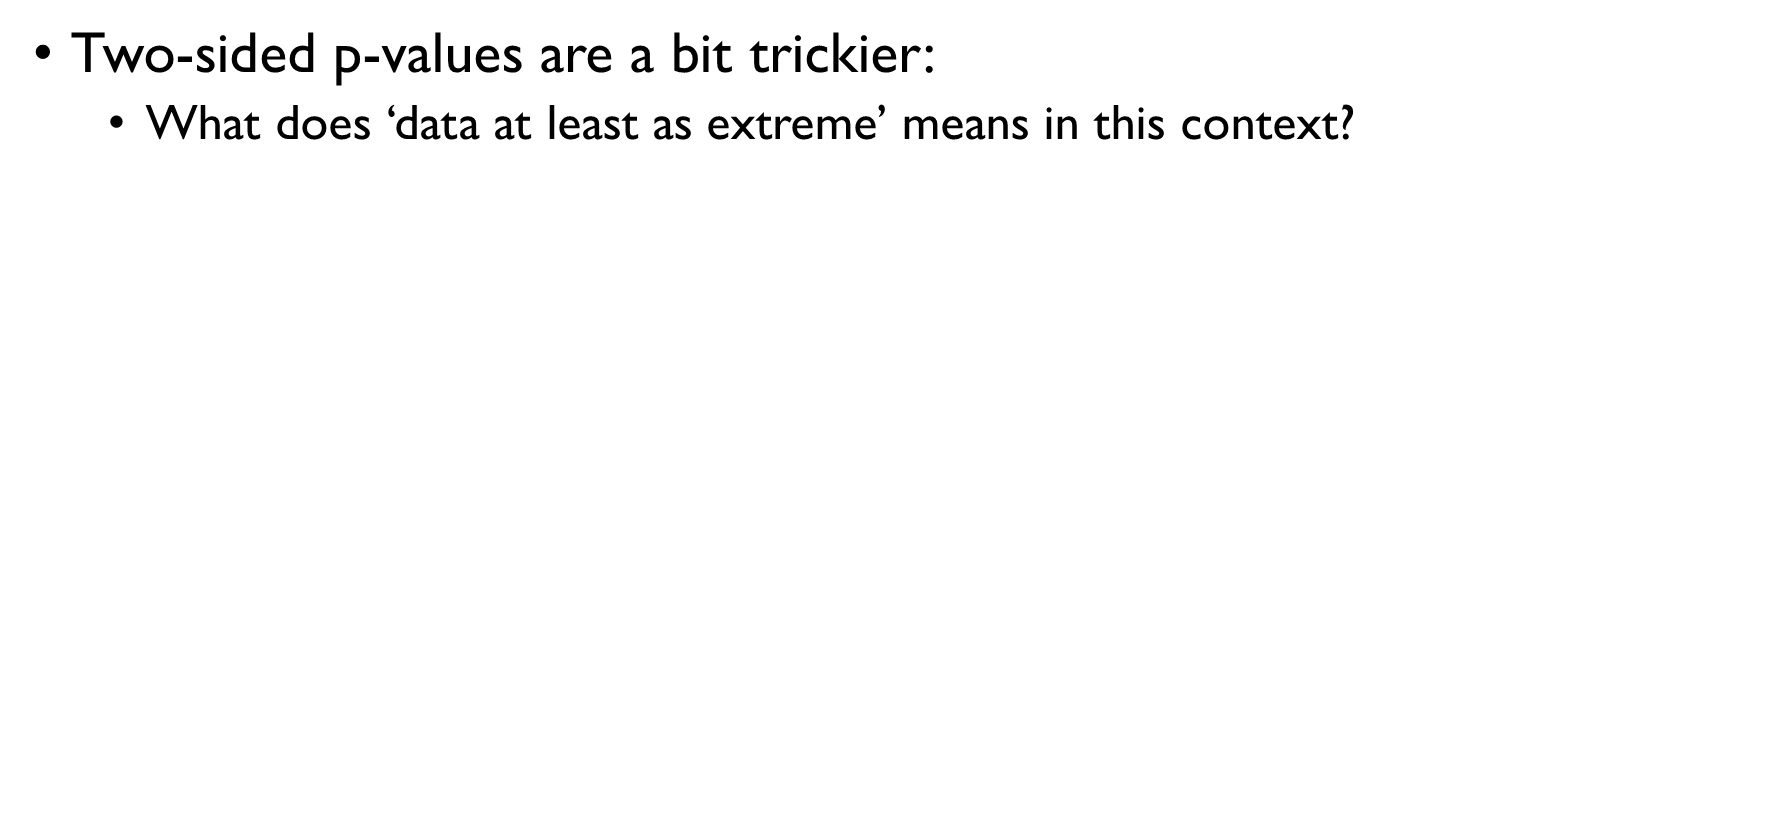 • Two-sided p-values are a bit trickier:
• What does ‘data at least as extreme’ means in this context?